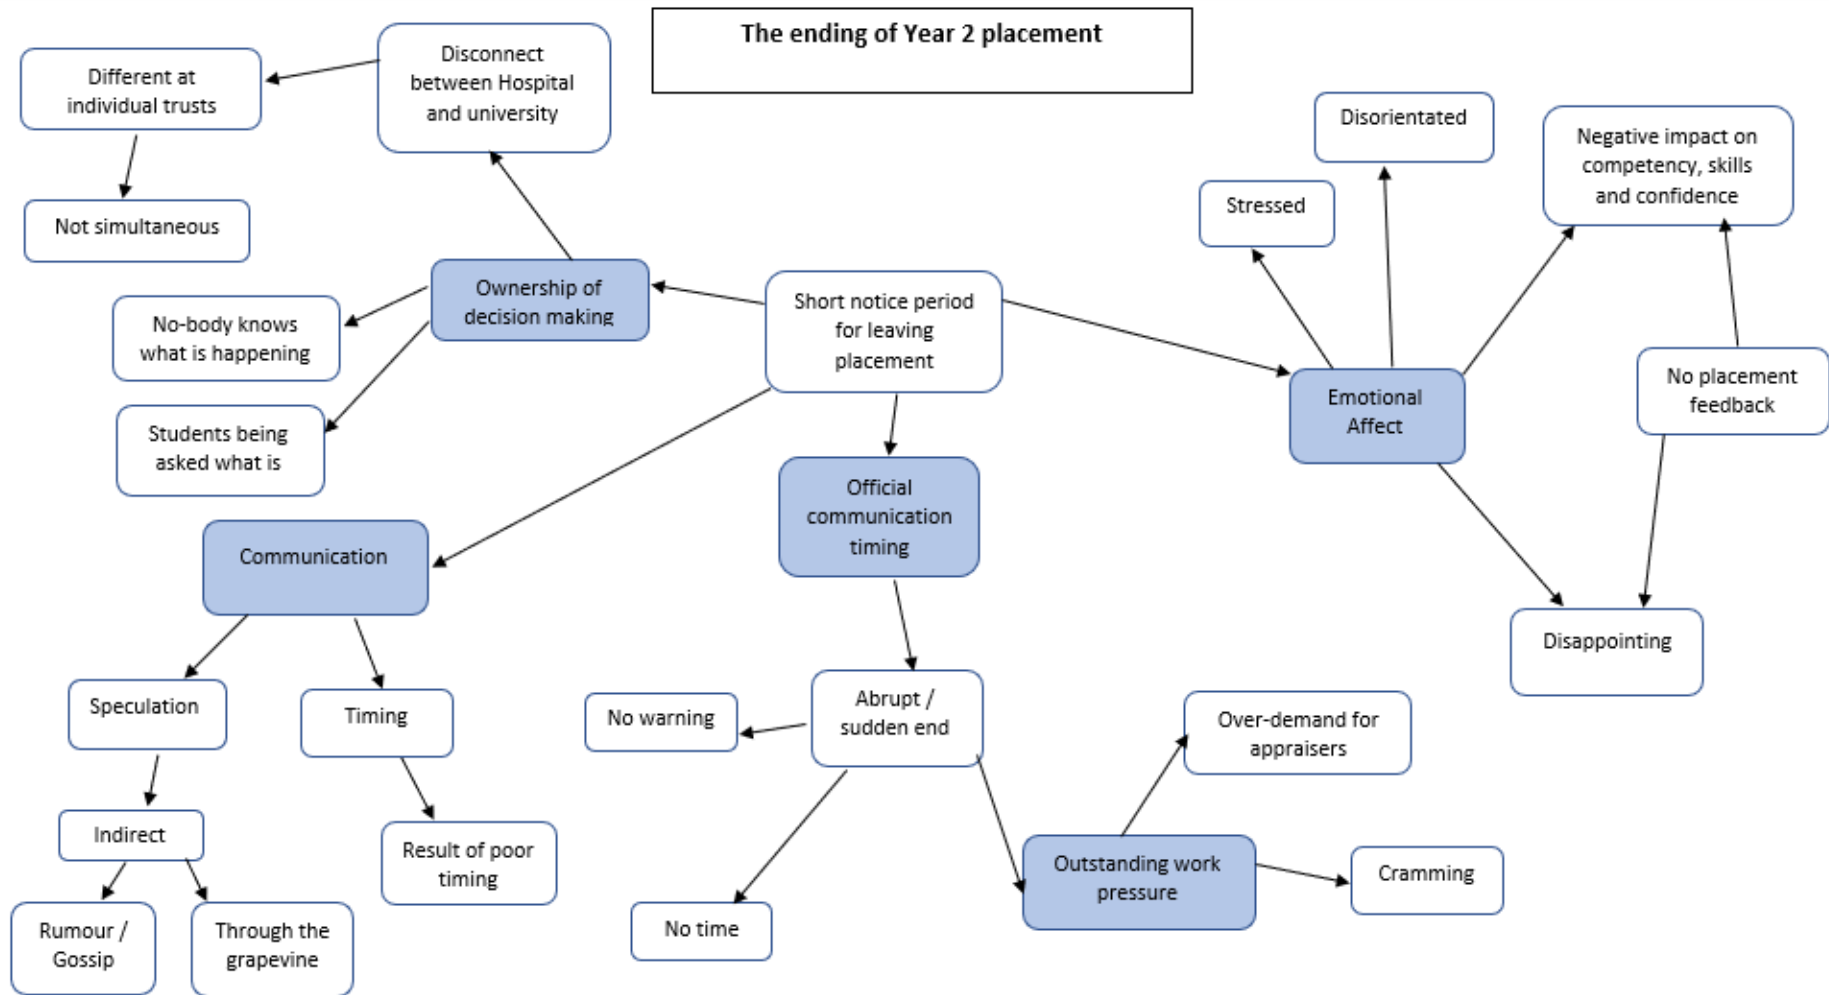 The ending of Year 2 placement
Disconnect
between Hospital
and university
Different at
individual trusts
Not simultaneous
Ownership of
decision making
No-body knows
what is happening
Students being
asked what is
Short notice period
for leaving
placement
Disorientated
Negative impact on
competency, skills
and confidence
Stressed
No placement
feedback
Emotional
Affect
Disappointing
Official
communication
timing
Communication
Speculation
Timing
Indirect
Result of poor
timing
Rumour /
Gossip
Through the
grapevine
Abrupt /
sudden end
No warning
No time
Over-demand for
appraisers
Outstanding work
pressure
Cramming